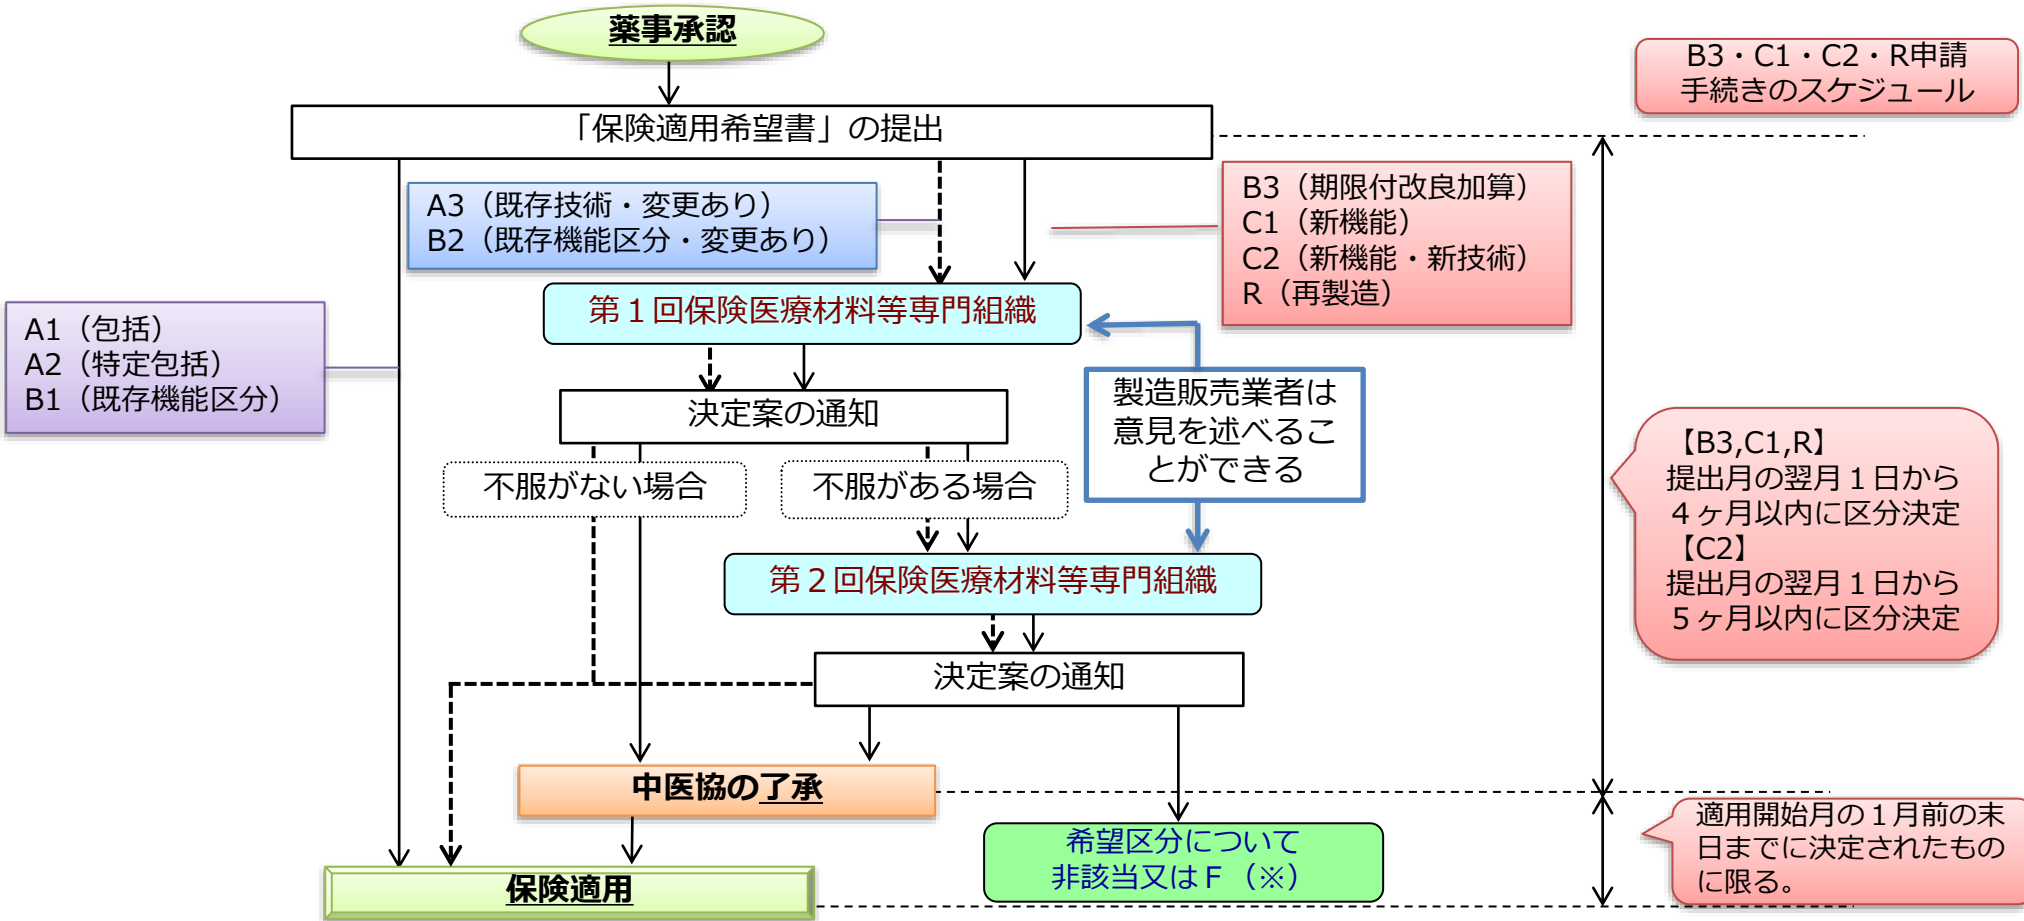 薬事承認
B3・C1・C2・R申請
手続きのスケジュール
「保険適用希望書」の提出
A3（既存技術・変更あり）
B2（既存機能区分・変更あり）
B3（期限付改良加算）
C1（新機能）
C2（新機能・新技術）
R（再製造）
第１回保険医療材料等専門組織
A1（包括）
A2（特定包括）
B1（既存機能区分）
決定案の通知
製造販売業者は
意見を述べるこ
とができる
不服がない場合
不服がある場合
【B3,C1,R】
提出月の翌月１日から
４ヶ月以内に区分決定
【C2】
提出月の翌月１日から
５ヶ月以内に区分決定
第２回保険医療材料等専門組織
決定案の通知
中医協の了承
適用開始月の１月前の末
日までに決定されたもの
に限る。
希望区分について
非該当又はＦ（※）
保険適用